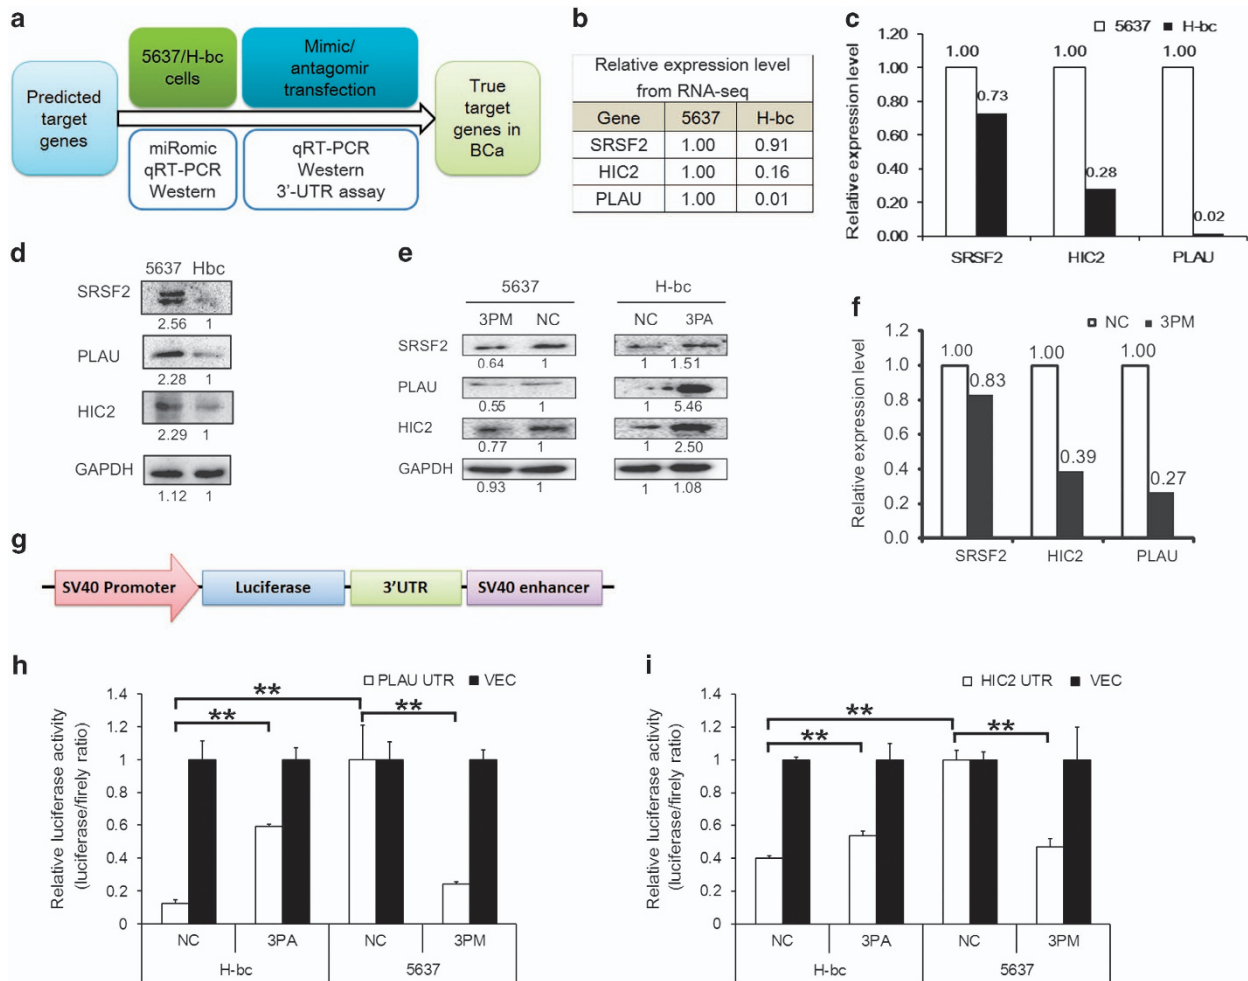 a
Predicted
target
genes
5637/H-bc
cells
Mimic/
antagomir
transfection
miRomic
qRT-PCR
Western
qRT-PCR
Western
3'-UTR assay
True
target
genes in
BCa
b
Relative expression level
from RNA-seq
Gene 5637 H-bc
SRSF2 1.00 0.91
HIC2 1.00 0.16
PLAU 1.00 0.01
c
5637 H-bc
Relative expression level
1.20
1.00
0.80
0.60
0.40
0.20
0.00
1.00 0.73 1.00 0.28 1.00 0.02
SRSF2 HIC2 PLAU
d
5637 Hbc
SRSF2
2.56 1
PLAU
2.28 1
HIC2
2.29 1
GAPDH
1.12 1
e
5637 H-bc
3PM NC NC 3PA
SRSF2
0.64 1 1 1.51
PLAU
0.55 1 1 5.46
HIC2
0.77 1 1 2.50
GAPDH
0.93 1 1 1.08
f
NC 3PM
Relative expression level
1.2
1.0
0.8
0.6
0.4
0.2
0.0
1.00 0.83 1.00 0.39 1.00 0.27
SRSF2 HIC2 PLAU
g
SV40 Promoter Luciferase 3'UTR SV40 enhancer
h
PLAU UTR VEC
Relative luciferase activity
(luciferase/firely ratio)
1.4
1.2
1
0.8
0.6
0.4
0.2
0
** ** **
NC 3PA NC 3PM
H-bc 5637
i
HIC2 UTR VEC
Relative luciferase activity
(luciferase/firely ratio)
1.4
1.2
1
0.8
0.6
0.4
0.2
0
** ** **
NC 3PA NC 3PM
H-bc 5637